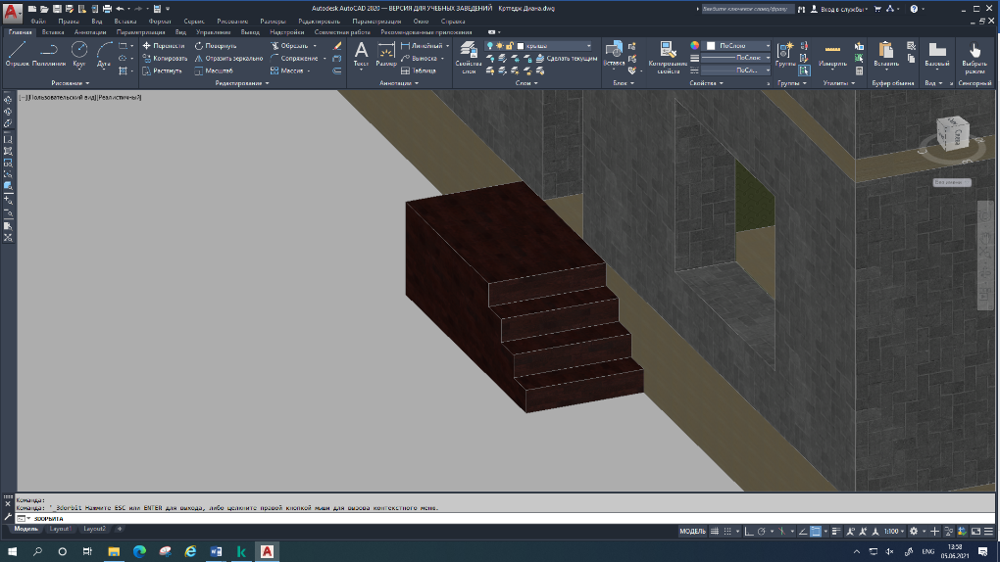 Autodesk AutoCAD 2020 — ВЕРСИЯ ДЛЯ УЧЕБНЫХ ЗАВЕДЕНИЙ Крттедж Диана.dwg
Введите ключевое слово/фразу
Вход в службы
Файл Правка Вид Вставка Формат Сервис Рисование Размеры Редактировать Параметризация Окно Справка
Главная Вставка Аннотации Параметризация Вид Управление Вывод Надстройки Совместная работа Рекомендованные приложения
Отрезок Полилиния Круг Дуга
Перенести Повернуть Обрезать
Копировать Отразить зеркально Сопряжение
Растянуть Масштаб Массив
Текст Размер
Линейный
Выноска
Таблица
Свойства слоя
крыша
Сделать текущим
Вставка
Копирование свойств
ПоСлою
ПоСлою
ПоСл...
Группы
Измерить
Вставить
Базовый
Выбрать режим
Рисование Редактирование Аннотации Слои Блок Свойства Группы Утилиты Буфер обмена Вид Сенсорный
[−][Пользовательский вид][Реалистичный]
Команда:
Команда: '_3dorbit Нажмите ESC или ENTER для выхода, либо щелкните правой кнопкой мыши для вызова контекстного меню.
3DОРБИТА
Модель Layout1 Layout2 +
МОДЕЛЬ
1:100
ENG
13:58
05.06.2021